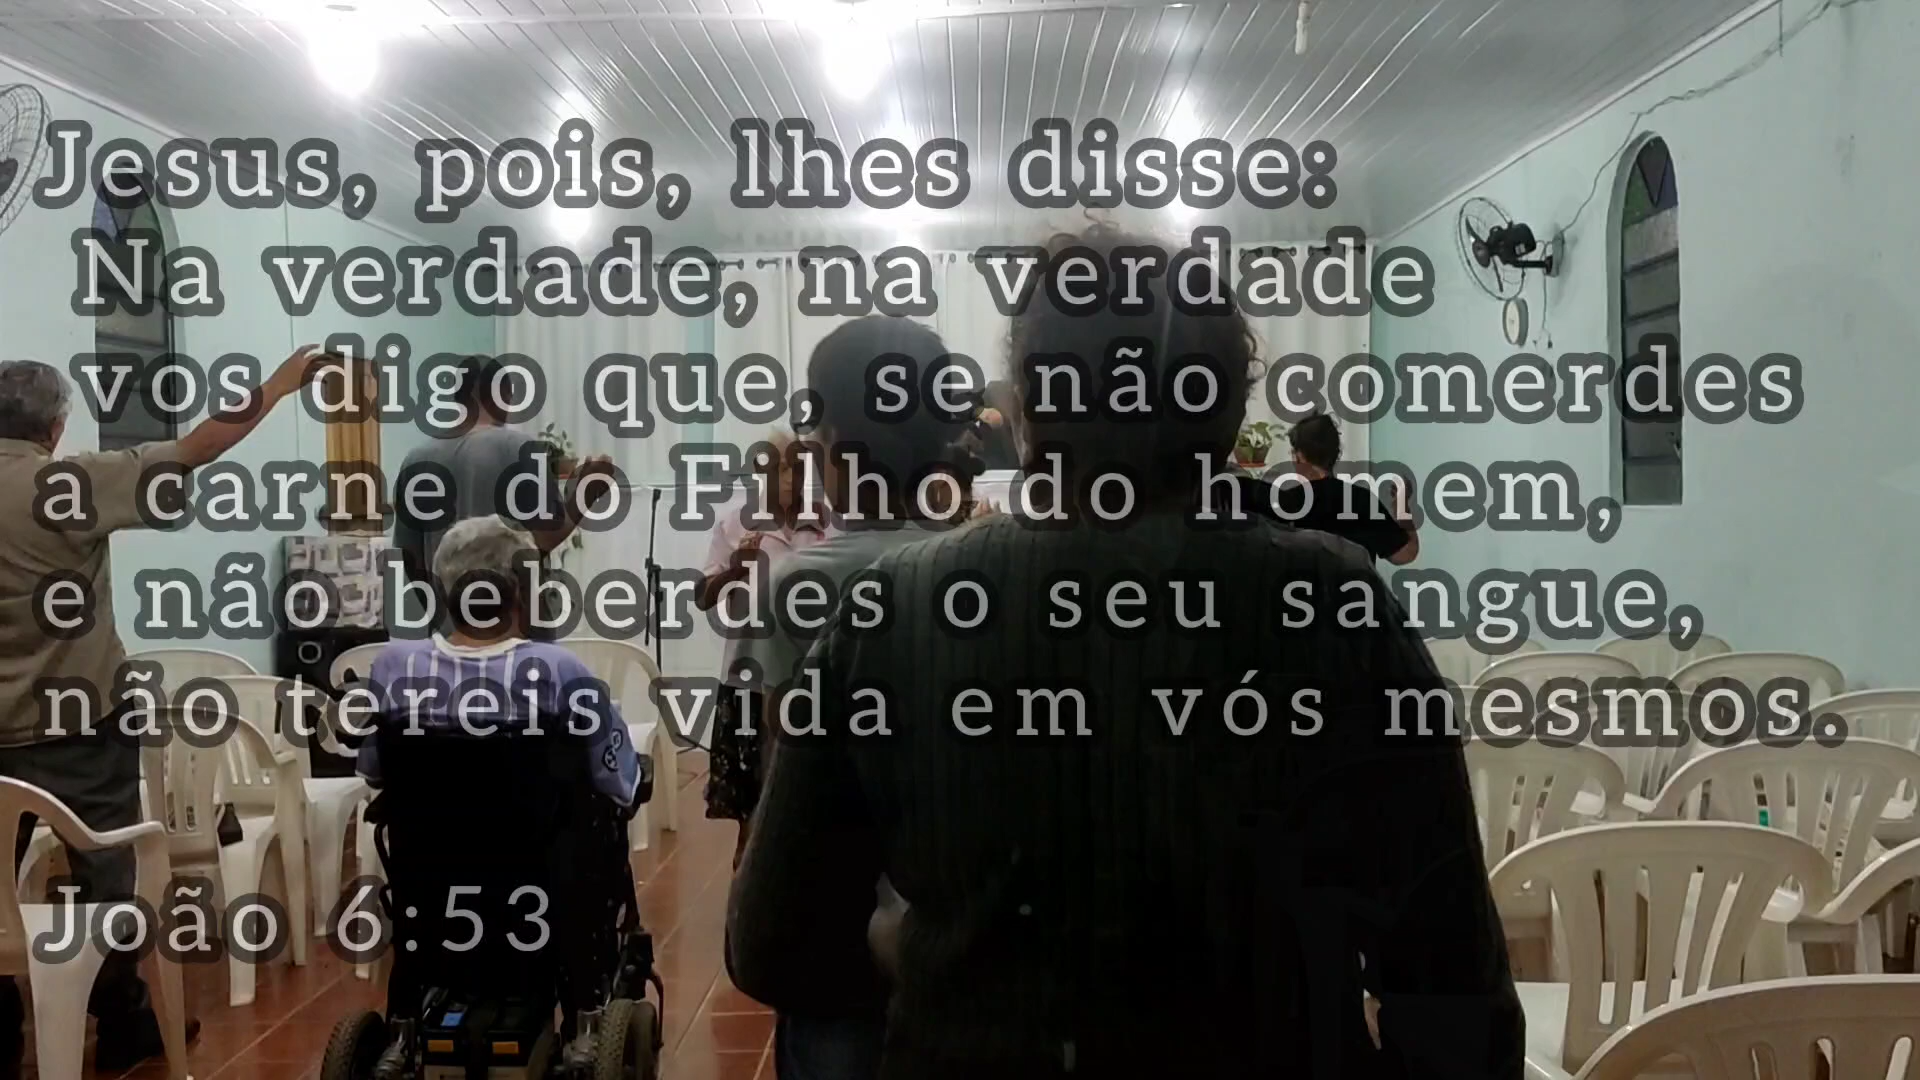 Jesus, pois, lhes disse:
Na verdade, na verdade
vos digo que, se não comerdes
a carne do Filho do homem,
e não beberdes o seu sangue,
não tereis vida em vós mesmos.
João 6:53